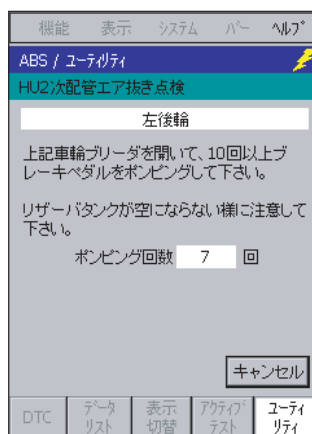 機能 表示 システム バー ヘルプ
ABS / ユーティリティ
HU2次配管エア抜き点検
左後輪
上記車輪ブリーダを開いて、10回以上ブ
レーキペダルをポンピングして下さい。
リザーバタンクが空にならない様に注意して
下さい。
ポンピング回数 7 回
キャンセル
DTC データ 表示 アクティブ ユーティ
リスト 切替 テスト リティ